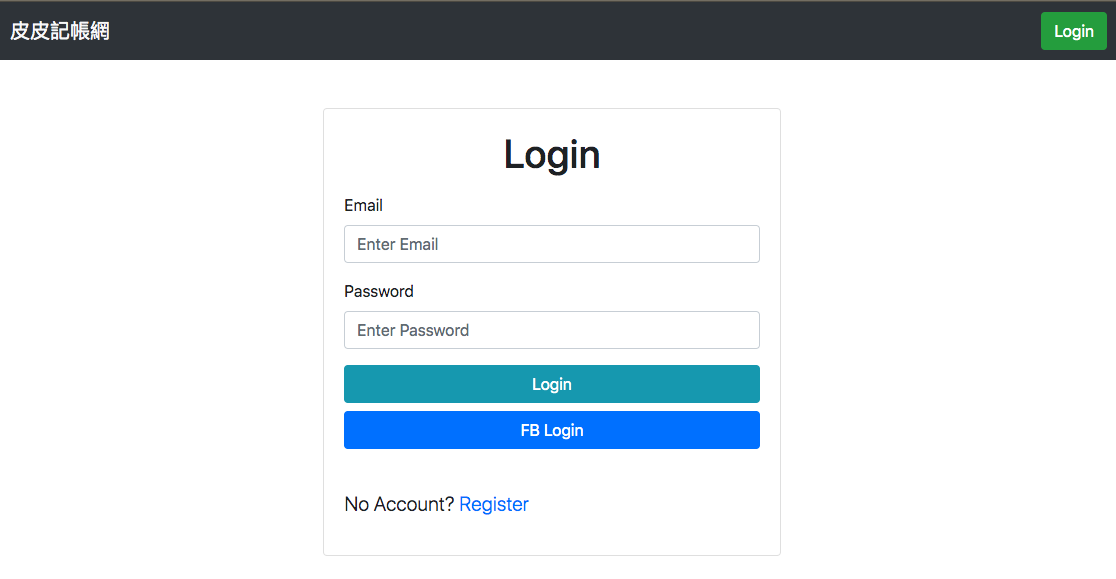 皮皮記帳網
Login
Login
Email
Enter Email
Password
Enter Password
Login
FB Login
No Account? Register